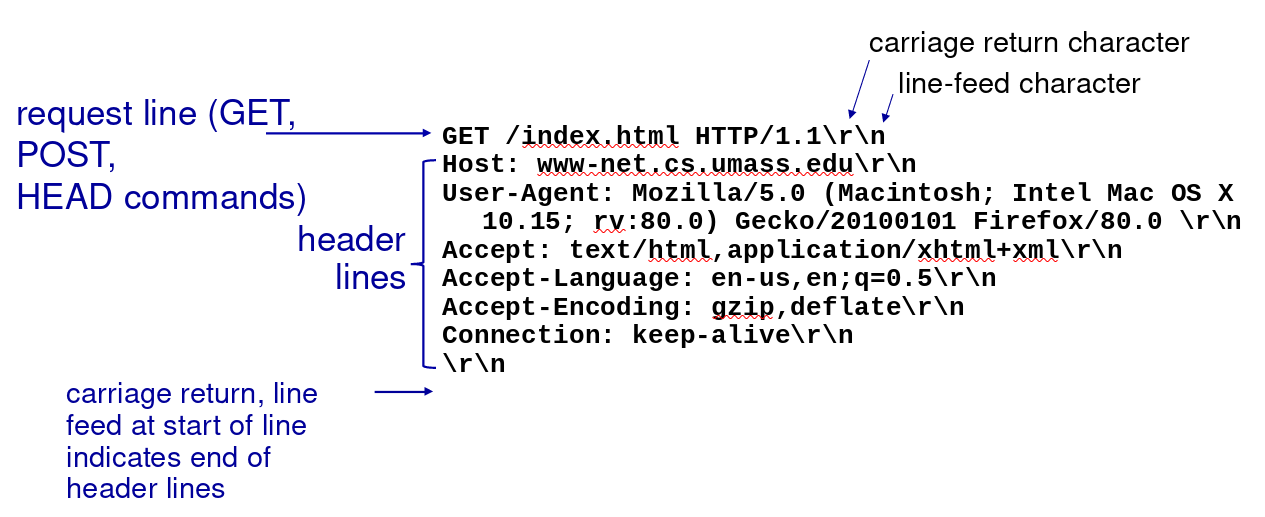 carriage return character
line-feed character
request line (GET,
POST,
HEAD commands)
GET /index.html HTTP/1.1\r\n
Host: www-net.cs.umass.edu\r\n
User-Agent: Mozilla/5.0 (Macintosh; Intel Mac OS X
10.15; rv:80.0) Gecko/20100101 Firefox/80.0 \r\n
header
lines
Accept: text/html,application/xhtml+xml\r\n
Accept-Language: en-us,en;q=0.5\r\n
Accept-Encoding: gzip,deflate\r\n
Connection: keep-alive\r\n
\r\n
carriage return, line
feed at start of line
indicates end of
header lines